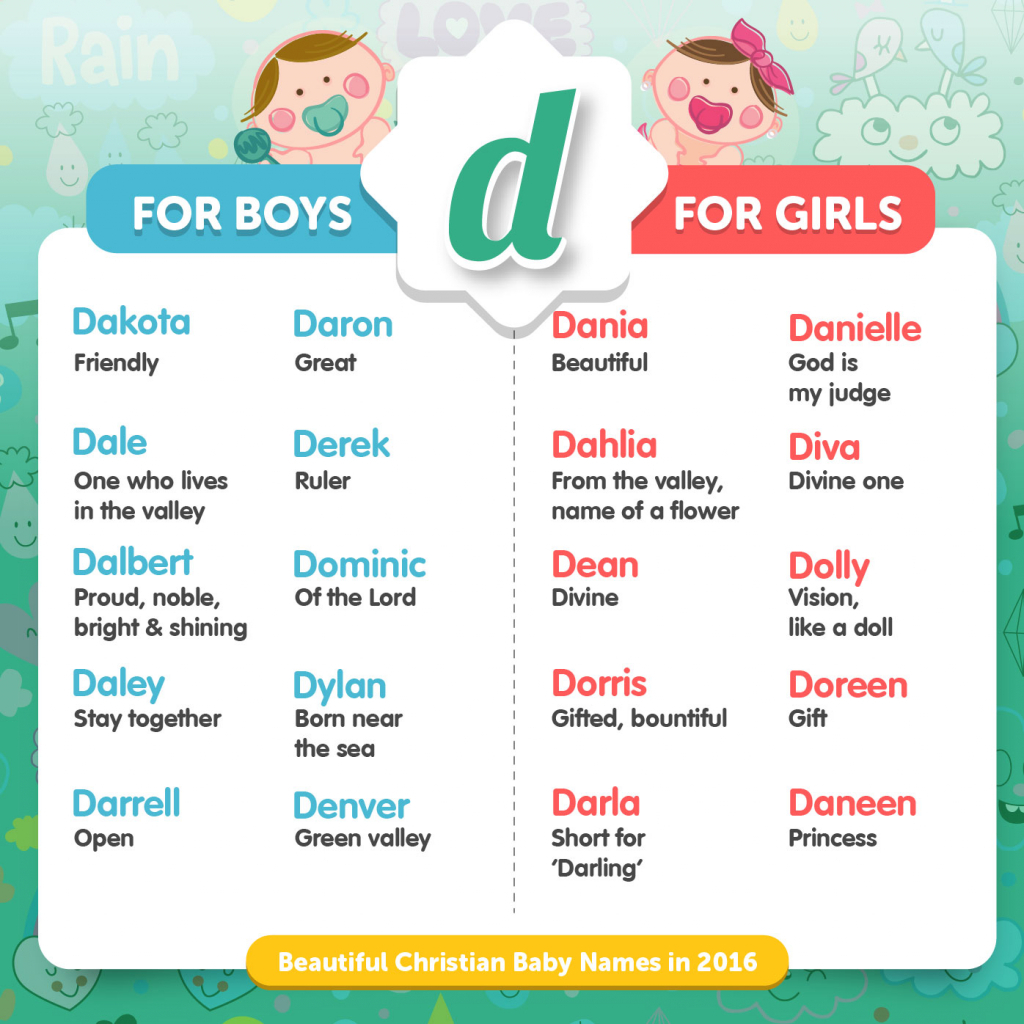 Rain
LOVE
d
FOR BOYS
FOR GIRLS
Dakota
Friendly
Daron
Great
Dale
One who lives
in the valley
Derek
Ruler
Dalbert
Proud, noble,
bright & shining
Dominic
Of the Lord
Daley
Stay together
Dylan
Born near
the sea
Darrell
Open
Denver
Green valley
Dania
Beautiful
Danielle
God is
my judge
Dahlia
From the valley,
name of a flower
Diva
Divine one
Dean
Divine
Dolly
Vision,
like a doll
Dorris
Gifted, bountiful
Doreen
Gift
Darla
Short for
‘Darling’
Daneen
Princess
Beautiful Christian Baby Names in 2016